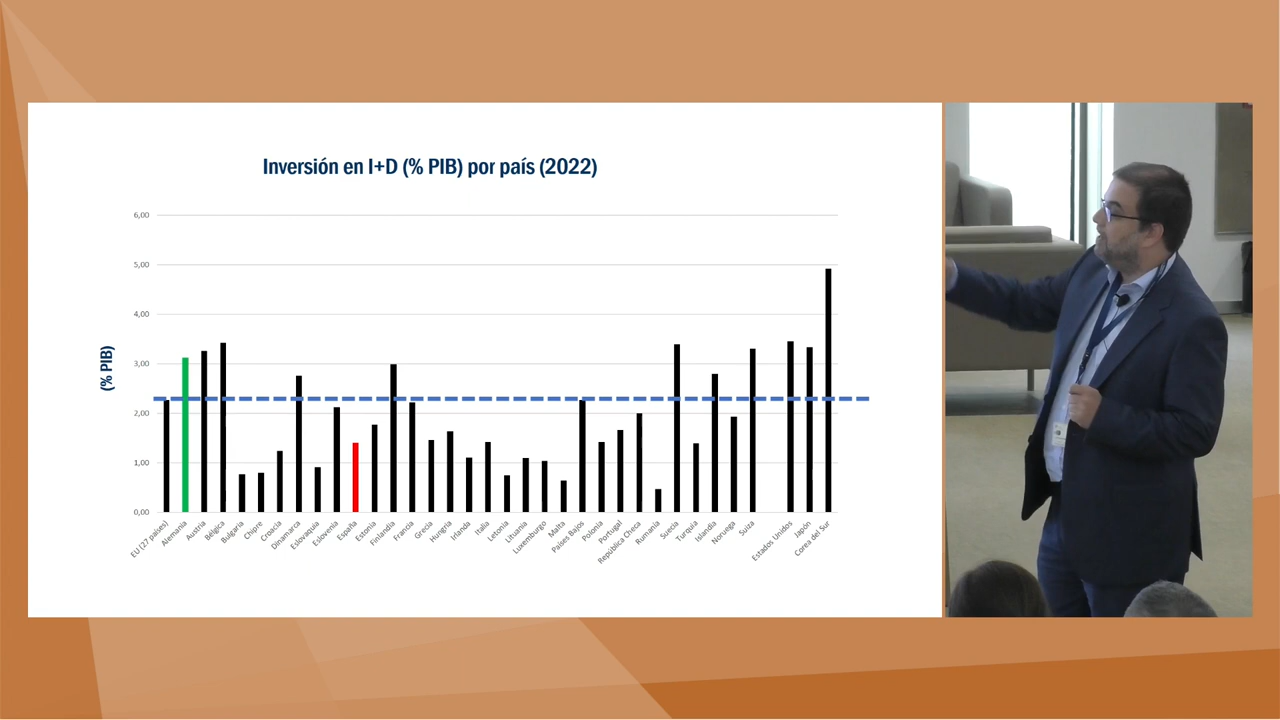 Inversión en I+D (% PIB) por país (2022)
(% PIB)
6,00
5,00
4,00
3,00
2,00
1,00
0,00
EU (27 países)
Alemania
Austria
Bélgica
Bulgaria
Chipre
Croacia
Dinamarca
Eslovaquia
Eslovenia
España
Estonia
Finlandia
Francia
Grecia
Hungria
Irlanda
Italia
Letonia
Lituania
Luxemburgo
Malta
Países Bajos
Polonia
Portugal
República Checa
Rumanía
Suecia
Turquia
Islandia
Noruega
Suiza
Estados Unidos
Japón
Corea del Sur